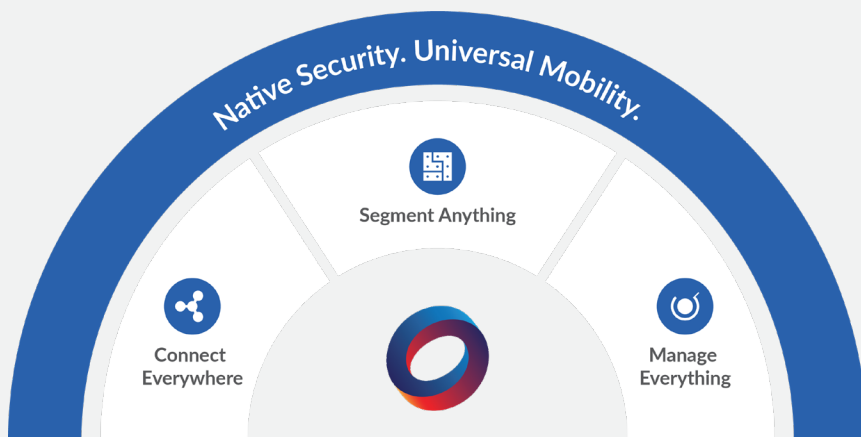 Native Security. Universal Mobility.
Segment Anything
Connect
Everywhere
Manage
Everything